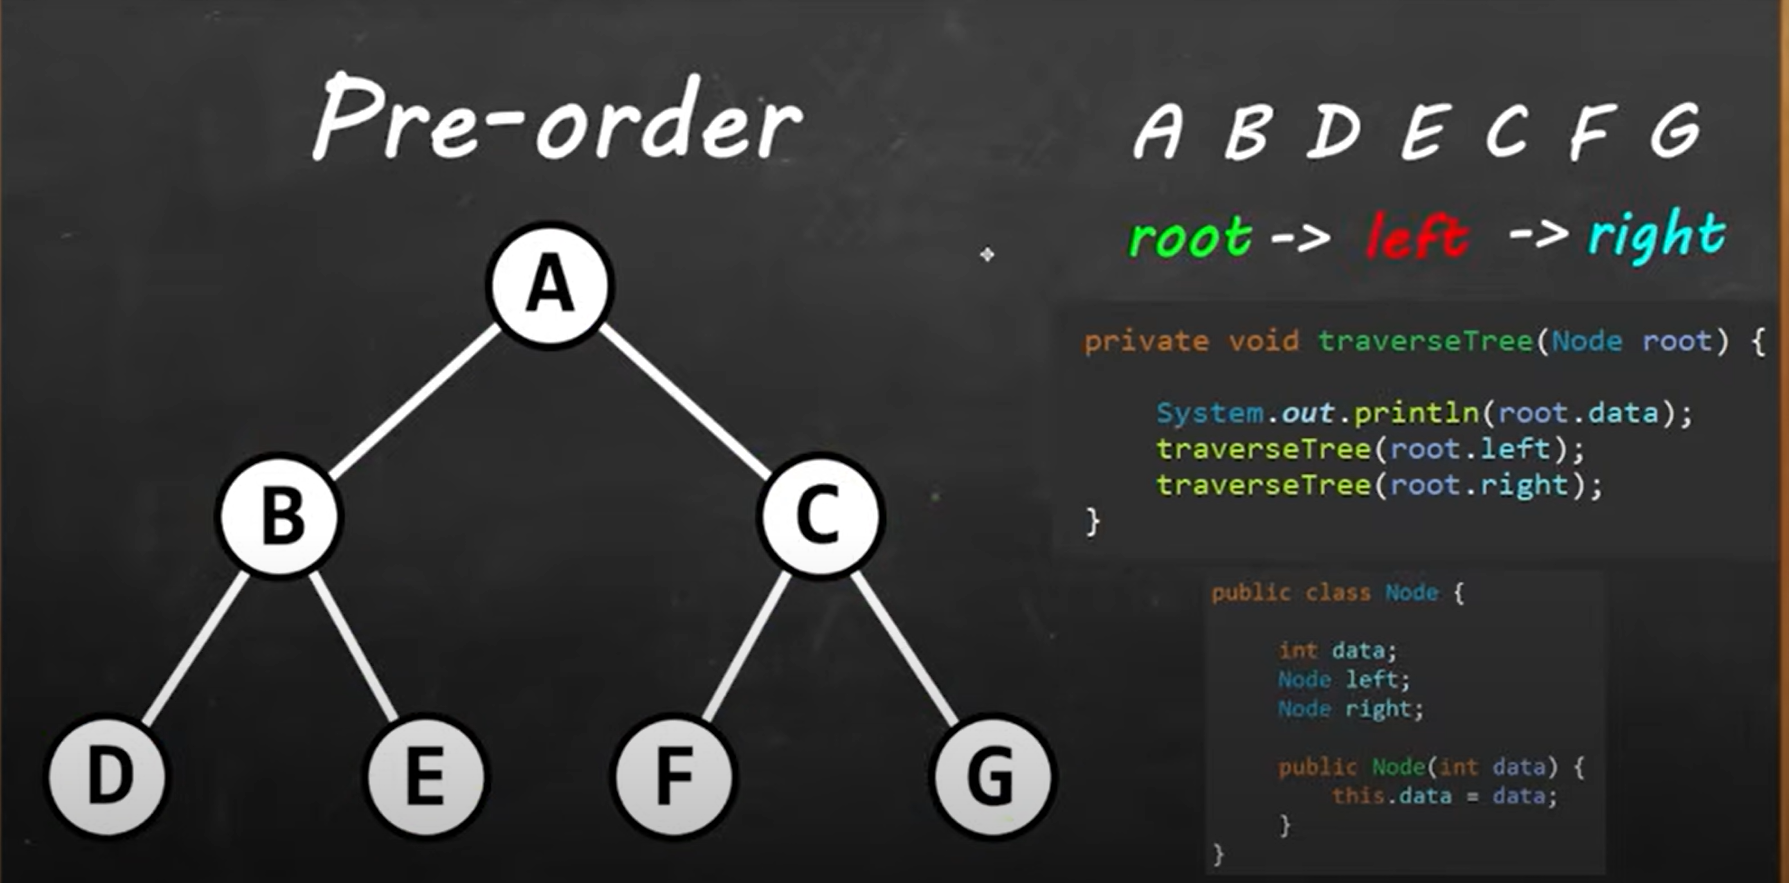 Pre-order
A B D E C F G
root -> left -> right
A
B
C
D
E
F
G
private void traverseTree(Node root) {
System.out.println(root.data);
traverseTree(root.left);
traverseTree(root.right);
}
public class Node {
int data;
Node left;
Node right;
public Node(int data) {
this.data = data;
}
}